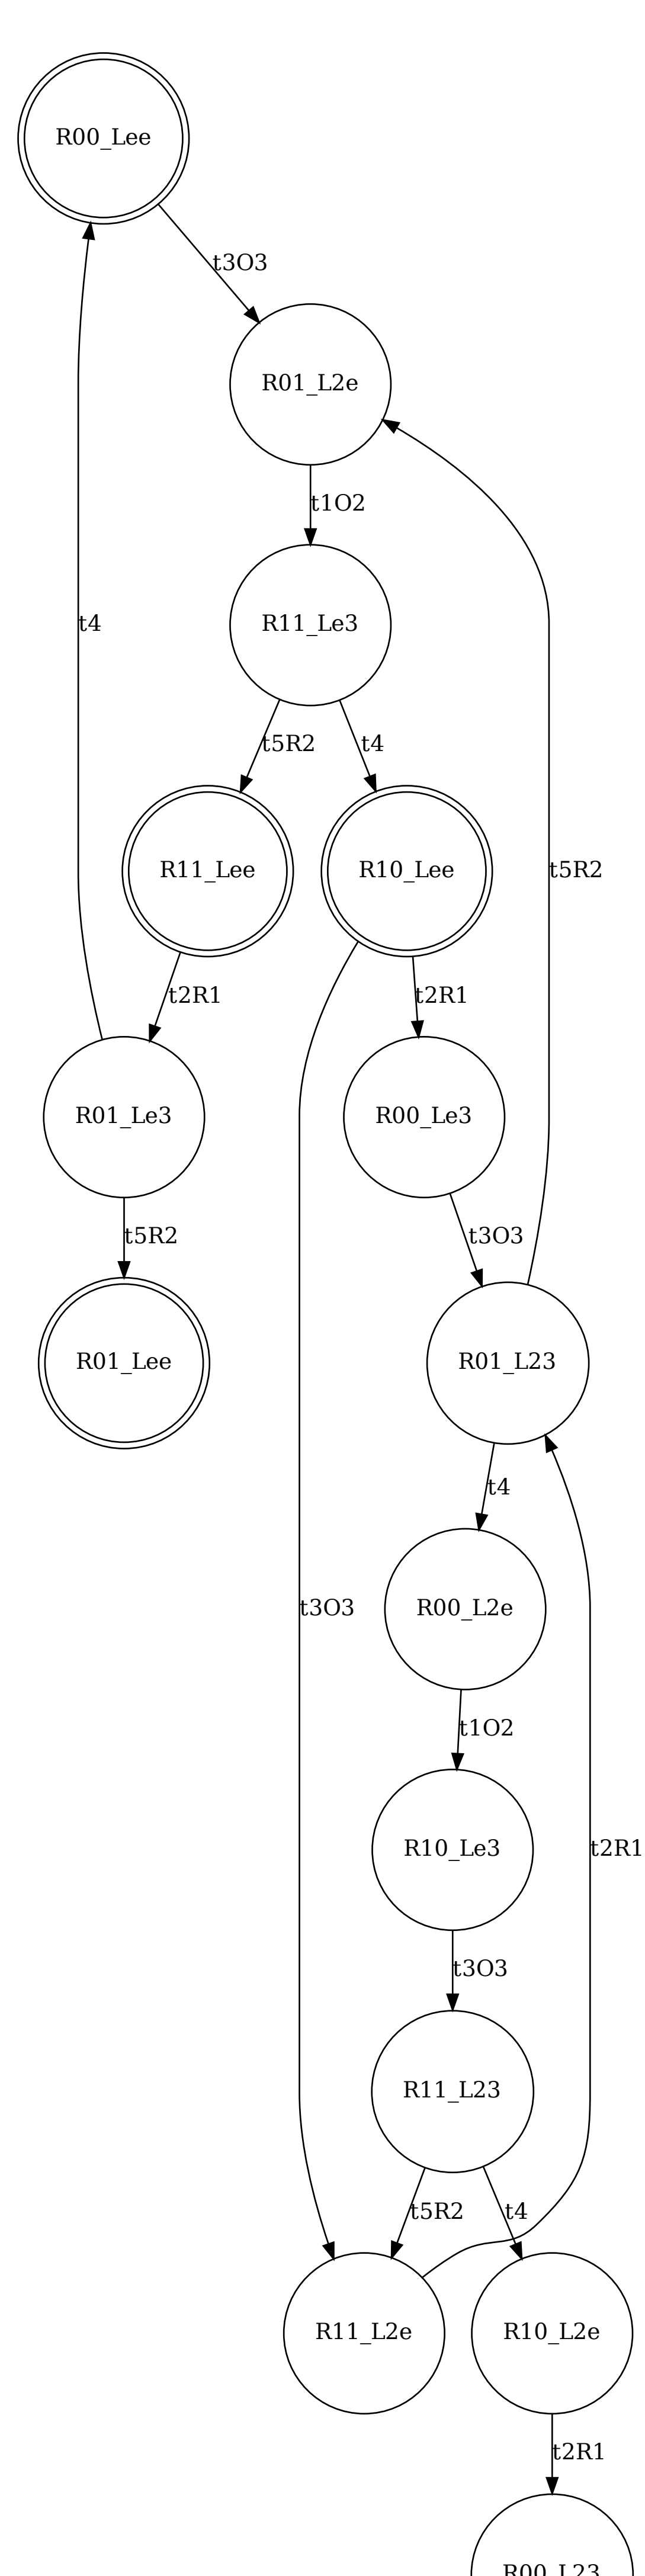 R00_Lee
t3O3
R01_L2e
t1O2
t4
R11_Le3
t5R2
t4
R11_Lee
R10_Lee
t5R2
t2R1
t2R1
R01_Le3
R00_Le3
t5R2
t3O3
R01_Lee
R01_L23
t4
t3O3
R00_L2e
t1O2
R10_Le3
t2R1
t3O3
R11_L23
t5R2
t4
R11_L2e
R10_L2e
t2R1
R00_L23